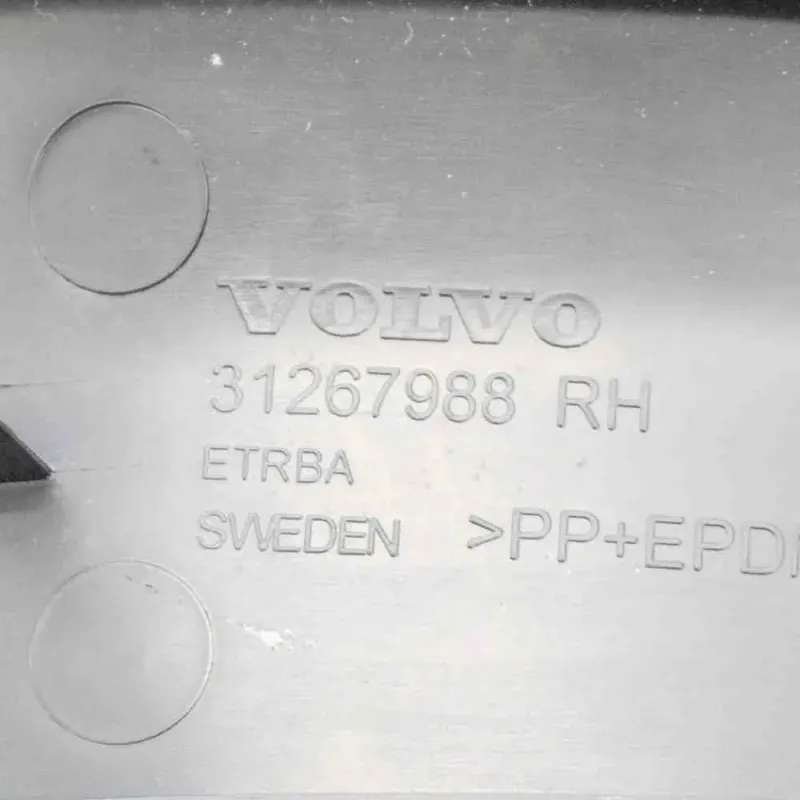 VOLVO
31267988 RH
ETRBA
SWEDEN >PP+EPD